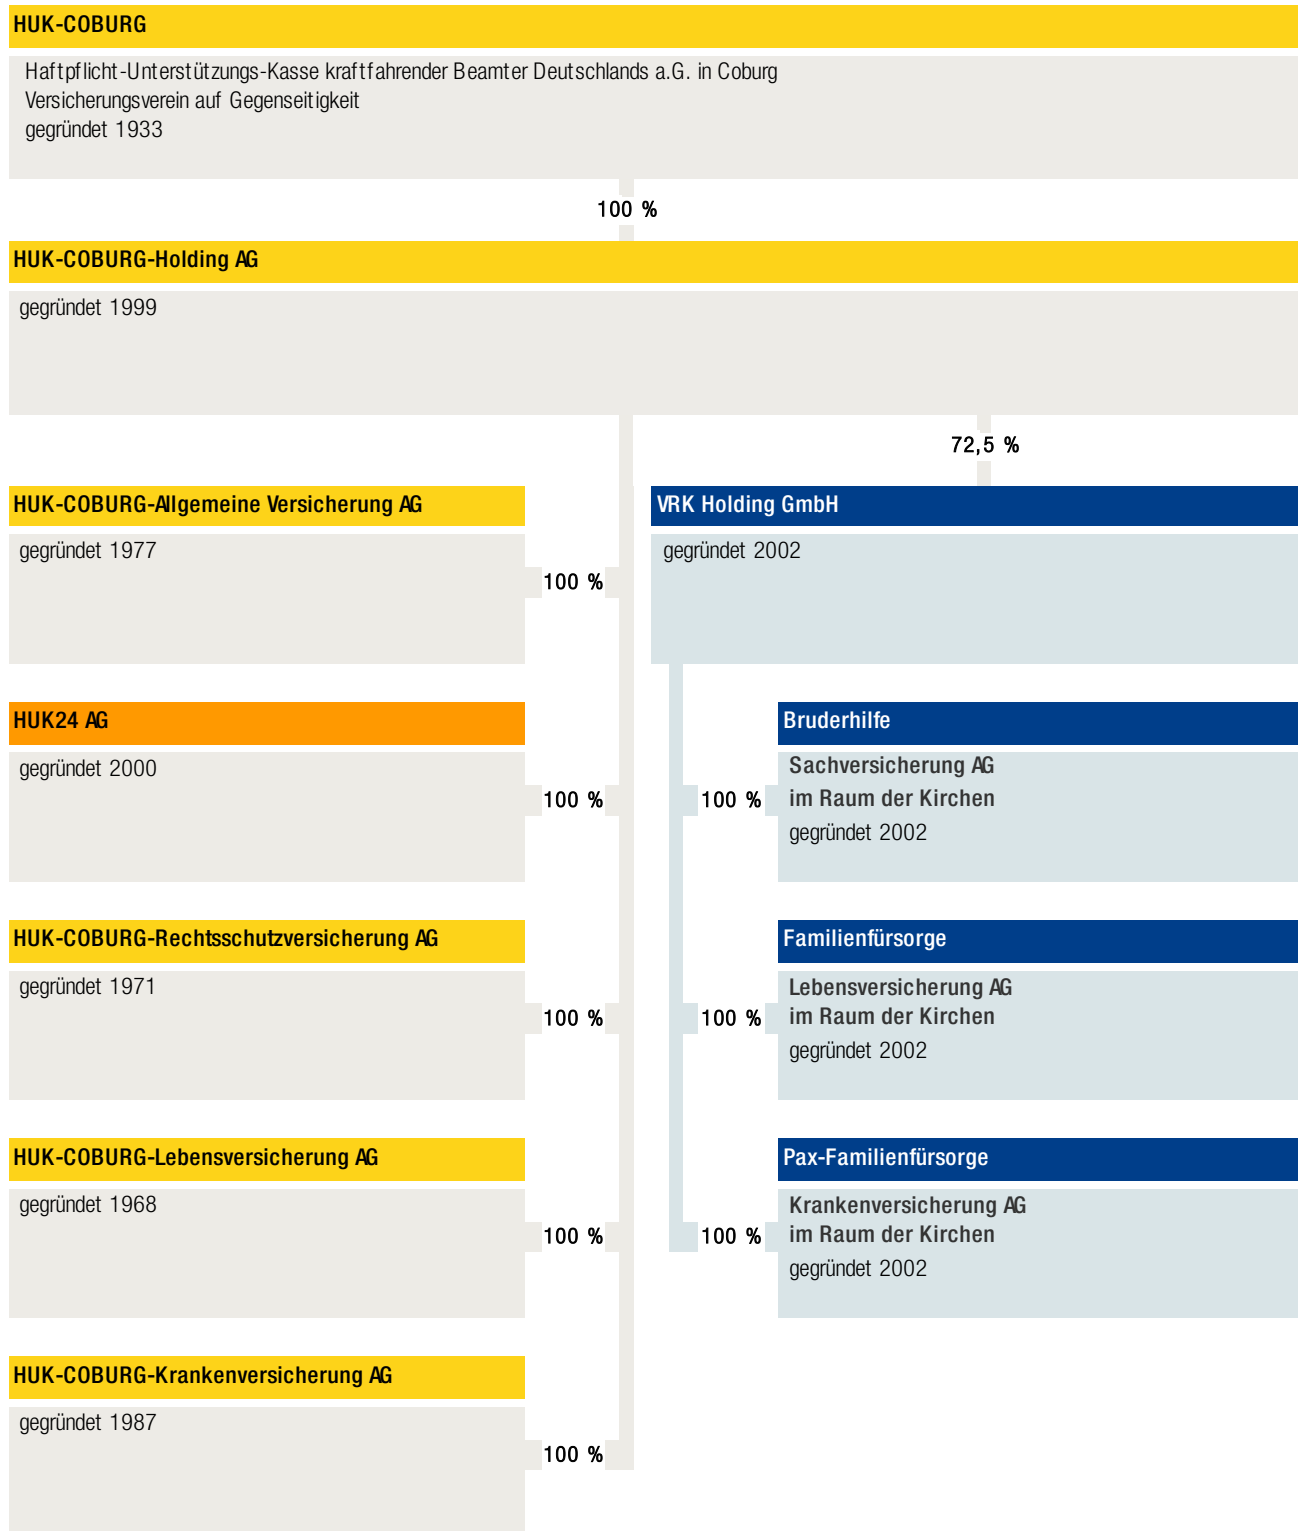 HUK-COBURG
Haftpflicht-Unterstützungs-Kasse kraftfahrender Beamter Deutschlands a.G. in Coburg
Versicherungsverein auf Gegenseitigkeit
gegründet 1933
100 %
HUK-COBURG-Holding AG
gegründet 1999
72,5 %
HUK-COBURG-Allgemeine Versicherung AG
gegründet 1977
100 %
VRK Holding GmbH
gegründet 2002
HUK24 AG
gegründet 2000
100 %
100 %
Bruderhilfe
Sachversicherung AG
im Raum der Kirchen
gegründet 2002
HUK-COBURG-Rechtsschutzversicherung AG
gegründet 1971
100 %
100 %
Familienfürsorge
Lebensversicherung AG
im Raum der Kirchen
gegründet 2002
HUK-COBURG-Lebensversicherung AG
gegründet 1968
100 %
100 %
Pax-Familienfürsorge
Krankenversicherung AG
im Raum der Kirchen
gegründet 2002
HUK-COBURG-Krankenversicherung AG
gegründet 1987
100 %